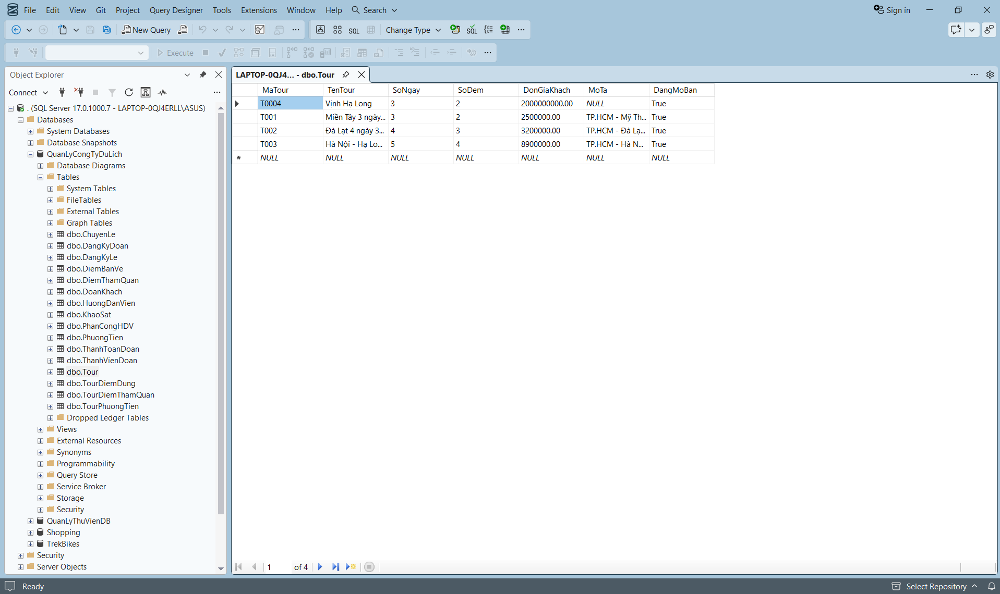 File Edit View Git Project Query Designer Tools Extensions Window Help Search Sign in
New Query SQL Change Type SQL
Execute
Object Explorer
Connect
. (SQL Server 17.0.1000.7 - LAPTOP-0QJ4ERLL\ASUS)
Databases
System Databases
Database Snapshots
QuanLyCongTyDuLich
Database Diagrams
Tables
System Tables
FileTables
External Tables
Graph Tables
dbo.ChuyenLe
dbo.DangKyDoan
dbo.DangKyLe
dbo.DiemBanVe
dbo.DiemThamQuan
dbo.DoanKhach
dbo.HuongDanVien
dbo.KhaoSat
dbo.PhanCongHDV
dbo.PhuongTien
dbo.ThanhToanDoan
dbo.ThanhVienDoan
dbo.Tour
dbo.TourDiemDung
dbo.TourDiemThamQuan
dbo.TourPhuongTien
Dropped Ledger Tables
Views
External Resources
Synonyms
Programmability
Query Store
Service Broker
Storage
Security
QuanLyThuVienDB
Shopping
TrekBikes
Security
Server Objects
LAPTOP-0QJ4... - dbo.Tour
MaTour TenTour SoNgay SoDem DonGiaKhach MoTa DangMoBan
T0004 Vịnh Hạ Long 3 2 2000000000.00 NULL True
T001 Miền Tây 3 ngày... 3 2 2500000.00 TP.HCM - Mỹ Th... True
T002 Đà Lạt 4 ngày 3... 4 3 3200000.00 TP.HCM - Đà Lạ... True
T003 Hà Nội - Hạ Lo... 5 4 8900000.00 TP.HCM - Hà N... True
* NULL NULL NULL NULL NULL NULL NULL
1 of 4
Ready Select Repository